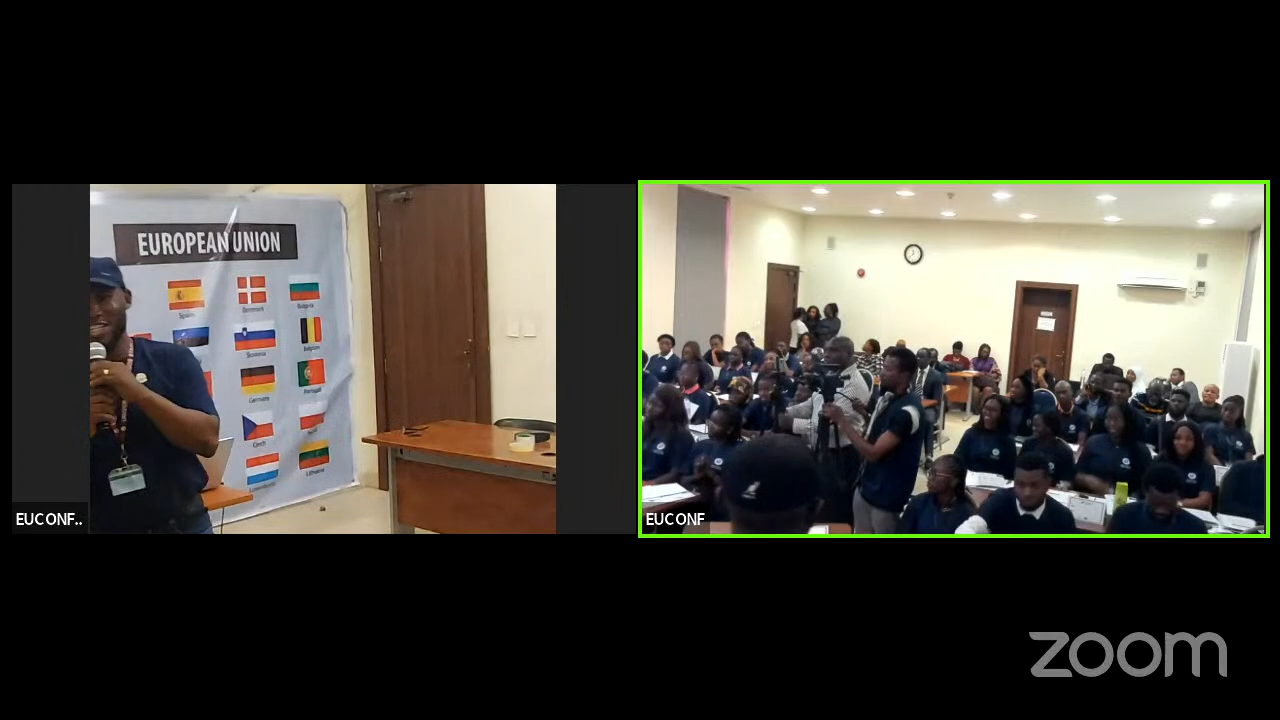 EUROPEAN UNION
Spain
Denmark
Bulgaria
Slovenia
Belgium
Germany
Portugal
Czech
Lithuania
EUCONF..
EUCONF
zoom